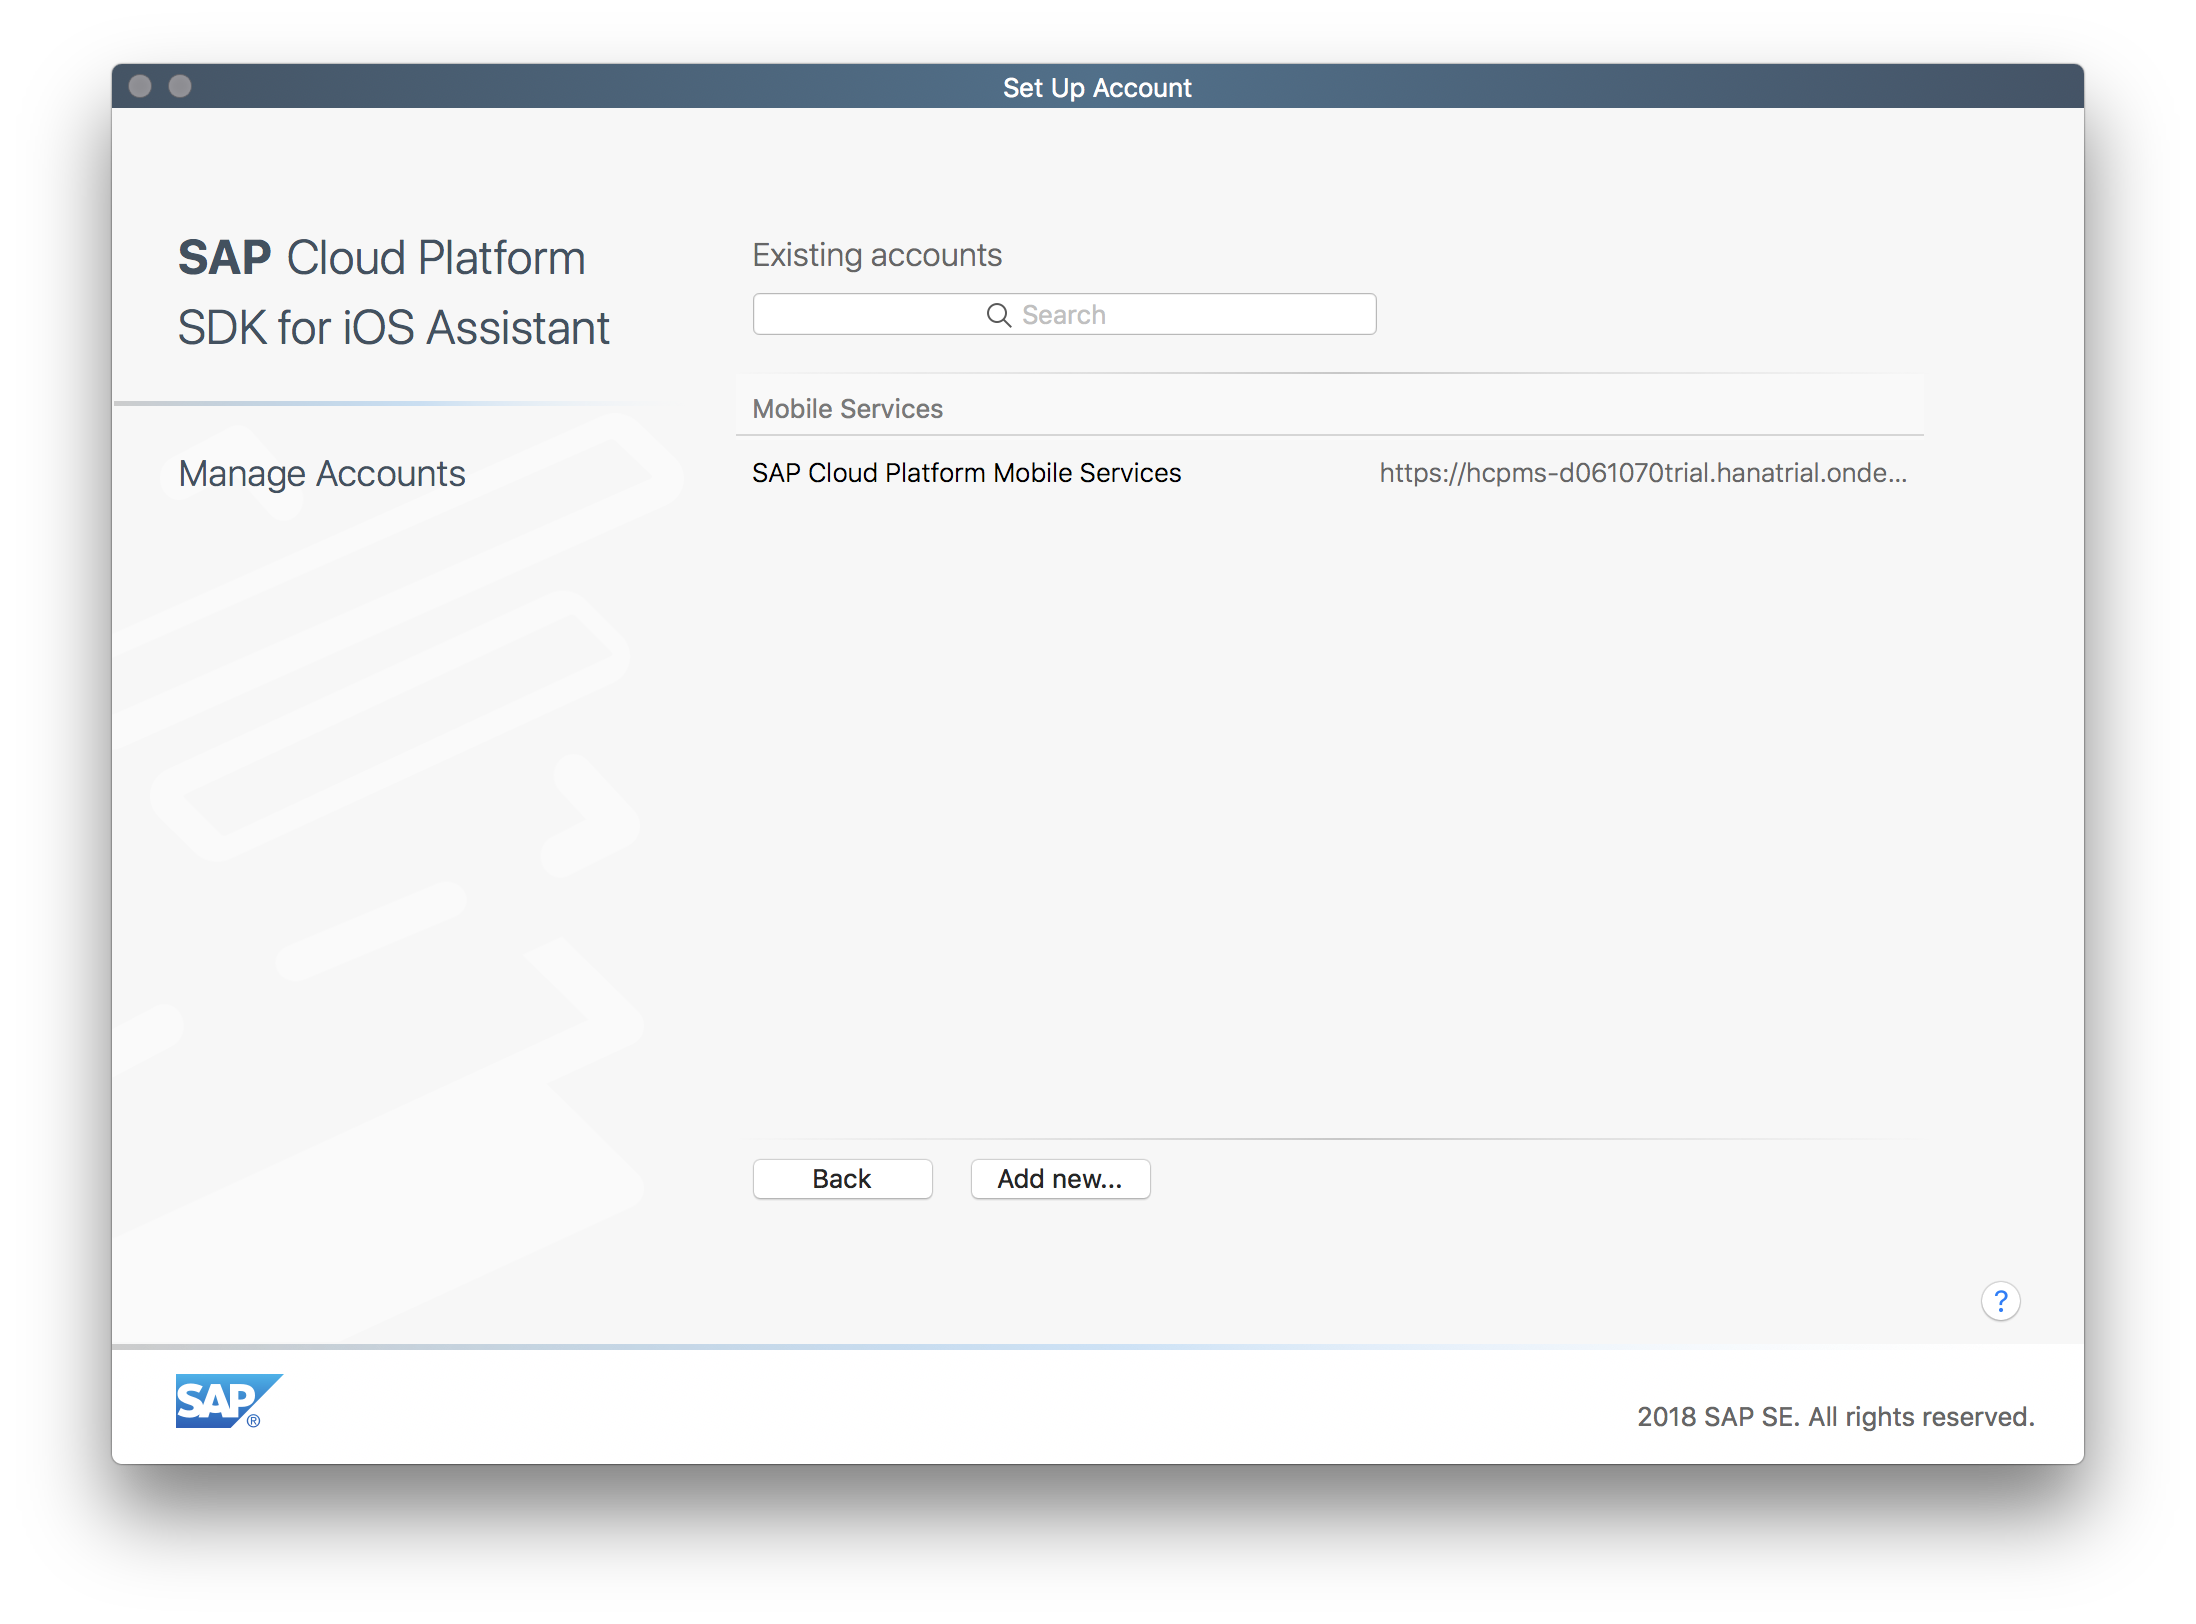 Set Up Account
SAP Cloud Platform
SDK for iOS Assistant
Manage Accounts
Existing accounts
Search
Mobile Services
SAP Cloud Platform Mobile Services https://hcpms-d061070trial.hanatrial.onde...
Back Add new...
?
SAP®
2018 SAP SE. All rights reserved.